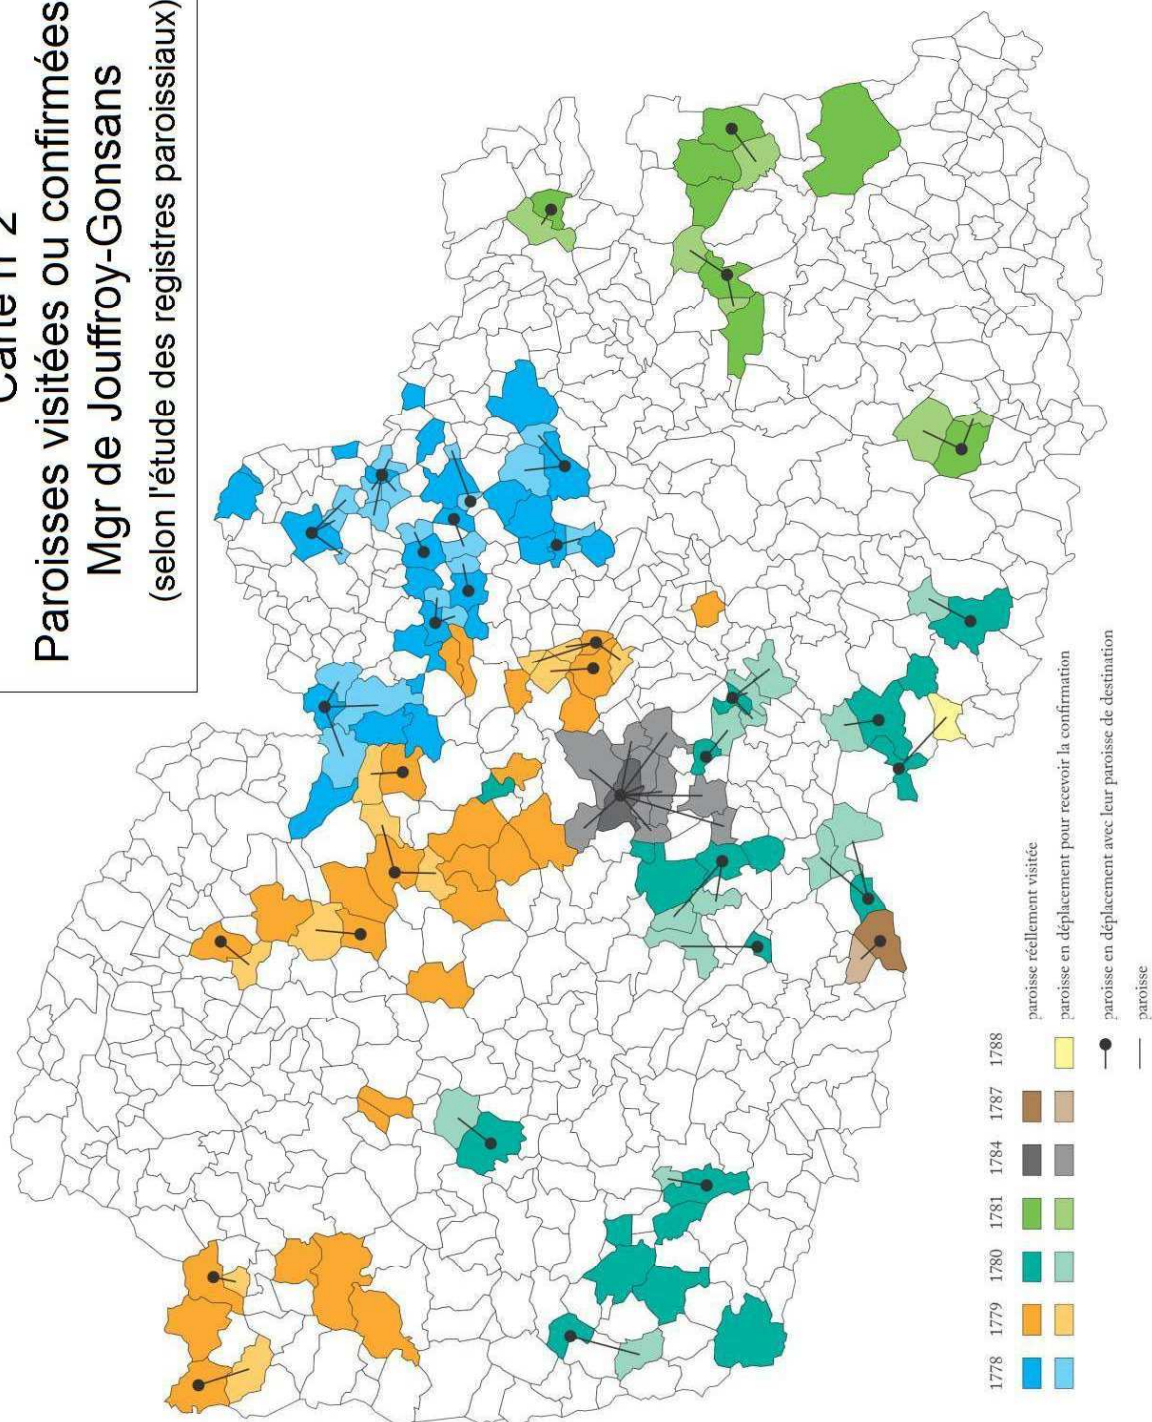 Carte n°2
Paroisses visitées ou confirmées
Mgr de Jouffroy-Gonsans
(selon l'étude des registres paroissiaux)
1778 1779 1780 1781 1784 1787 1788
paroisse réellement visitée
paroisse en déplacement pour recevoir la confirmation
paroisse en déplacement avec leur paroisse de destination
paroisse